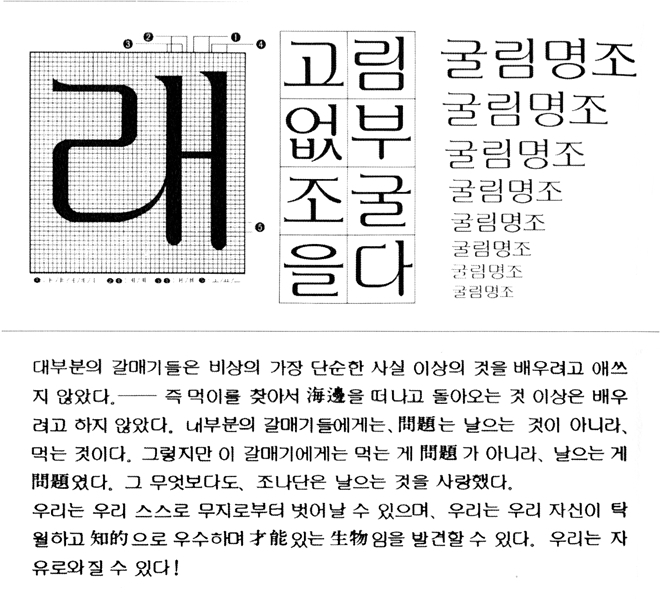 ❷ ❶
❸ ❹
래
❺
고림
없부
조굴
을다
굴림명조
굴림명조
굴림명조
굴림명조
굴림명조
굴림명조
굴림명조
굴림명조
대부분의 갈매기들은 비상의 가장 단순한 사실 이상의 것을 배우려고 애쓰
지 않았다.―― 즉 먹이를 찾아서 海邊을 떠나고 돌아오는 것 이상은 배우
려고 하지 않았다. 대부분의 갈매기들에게는, 問題는 날으는 것이 아니라,
먹는 것이다. 그렇지만 이 갈매기에게는 먹는 게 問題가 아니라, 날으는 게
問題였다. 그 무엇보다도, 조나단은 날으는 것을 사랑했다.
우리는 우리 스스로 무지로부터 벗어날 수 있으며, 우리는 우리 자신이 탁
월하고 知的으로 우수하며 才能있는 生物임을 발견할 수 있다. 우리는 자
유로와질 수 있다!